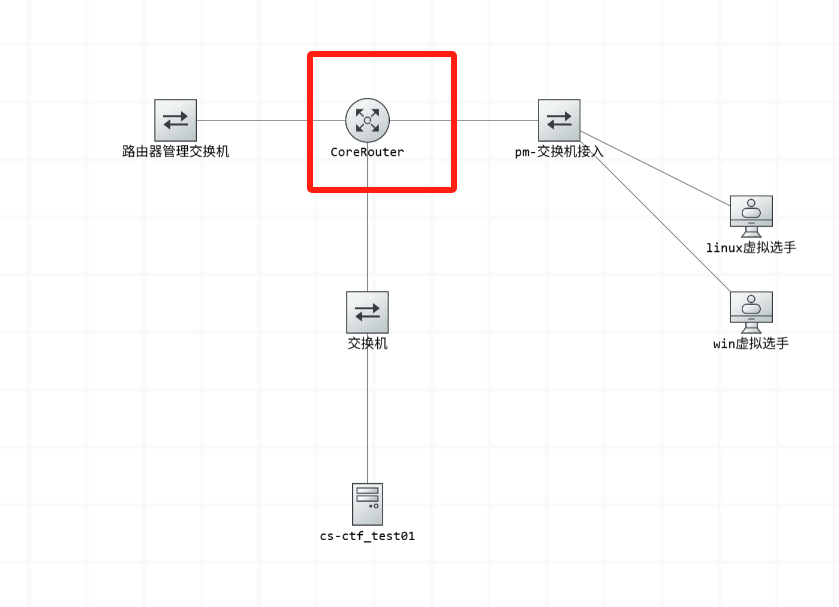 路由器管理交换机
CoreRouter
pm-交换机接入
linux虚拟选手
win虚拟选手
交换机
cs-ctf_test01